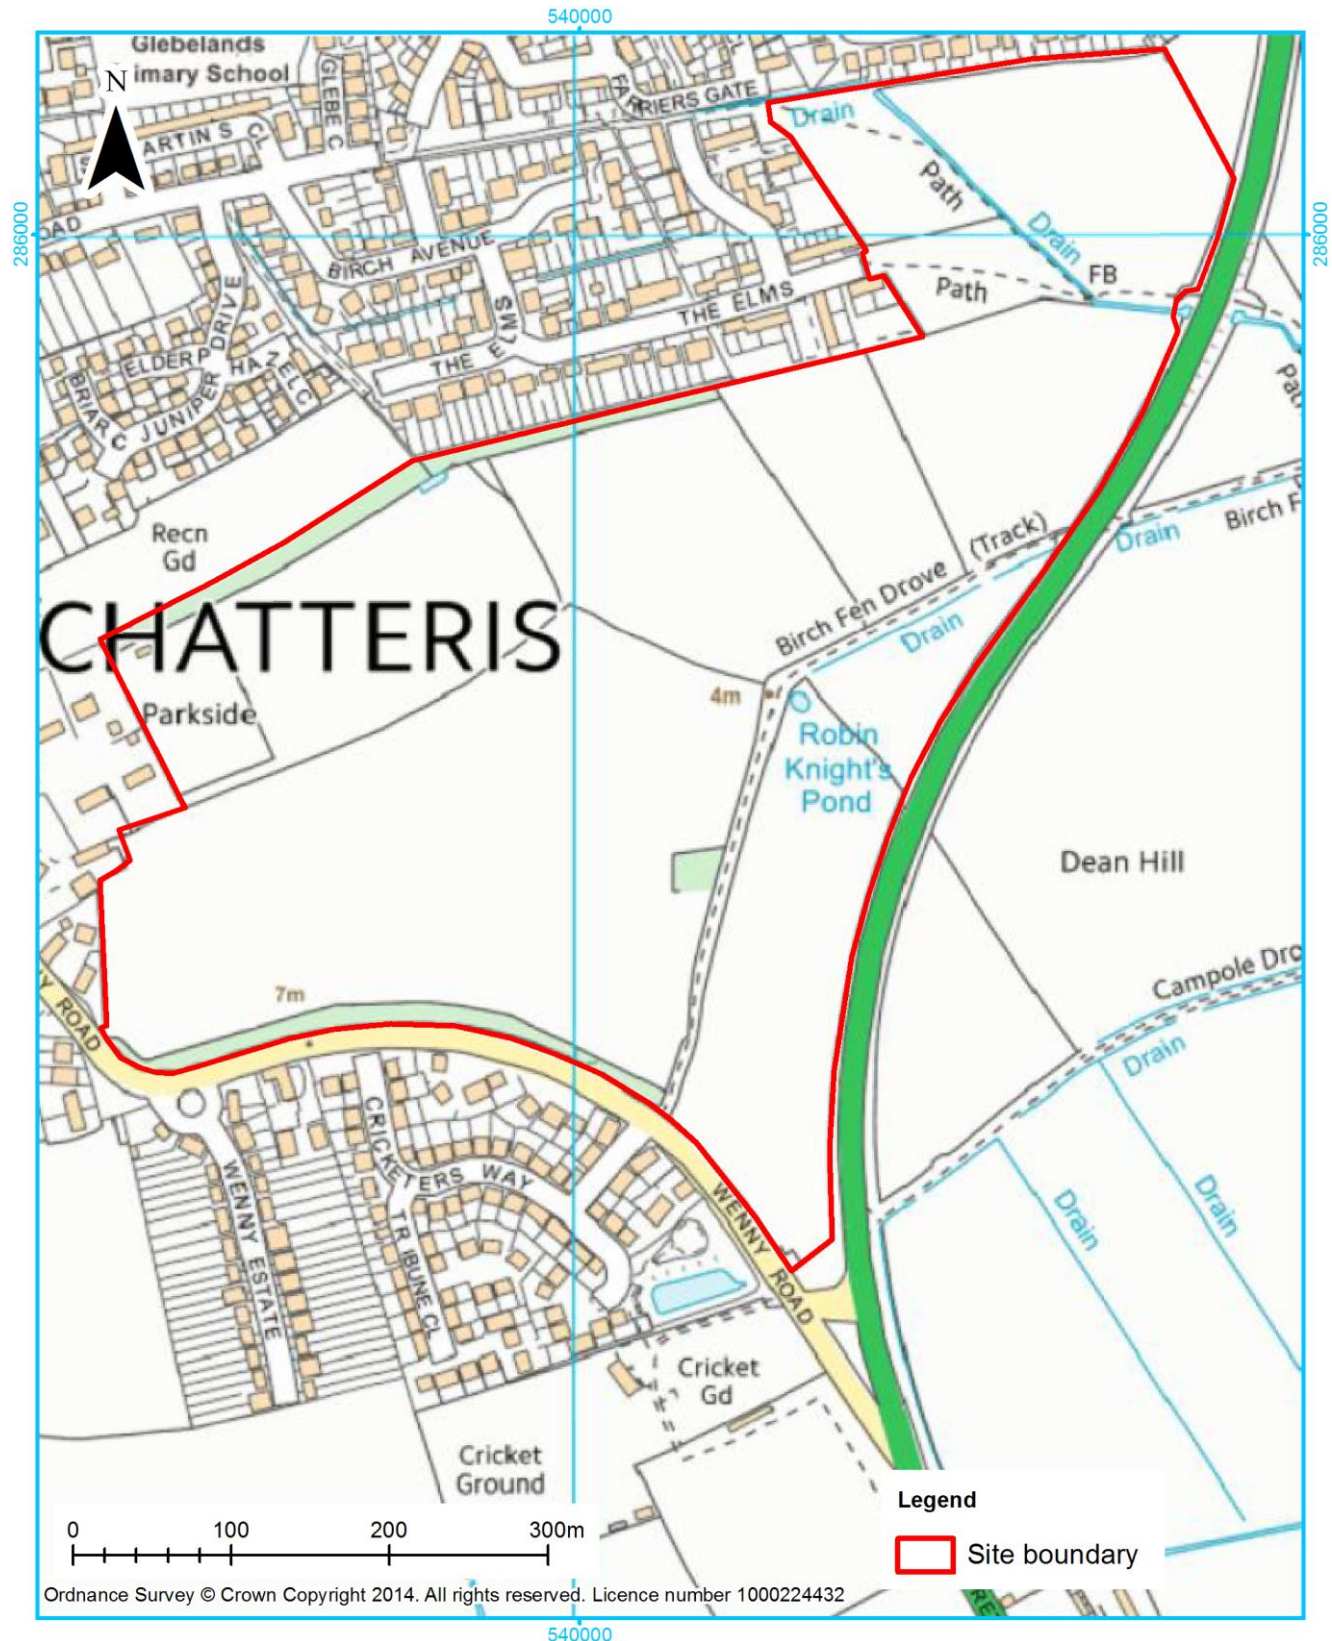 540000
Glebelands
imary School
N
GLEBE C
FARRIERS GATE
Drain
ARTIN S CL
Path
OAD
286000
286000
Drain
BIRCH AVENUE
FB
Path
THE ELMS
THE ELMS
ELDER P
JUNIPER DRIVE
HAZEL C
BRIAR C
Path
Recn
Gd
Birch F
(Track)
Drain
Birch Fen Drove
Drain
CHATTERIS
4m
Parkside
Robin
Knight's
Pond
Dean Hill
Campole Dro
7m
Y ROAD
Drain
CRICKETERS WAY
WENNY ESTATE
TRIBUNE CL
WENNY ROAD
Drain
Drain
Cricket
Gd
Cricket
Ground
Legend
Site boundary
0 100 200 300m
Ordnance Survey © Crown Copyright 2014. All rights reserved. Licence number 1000224432
540000